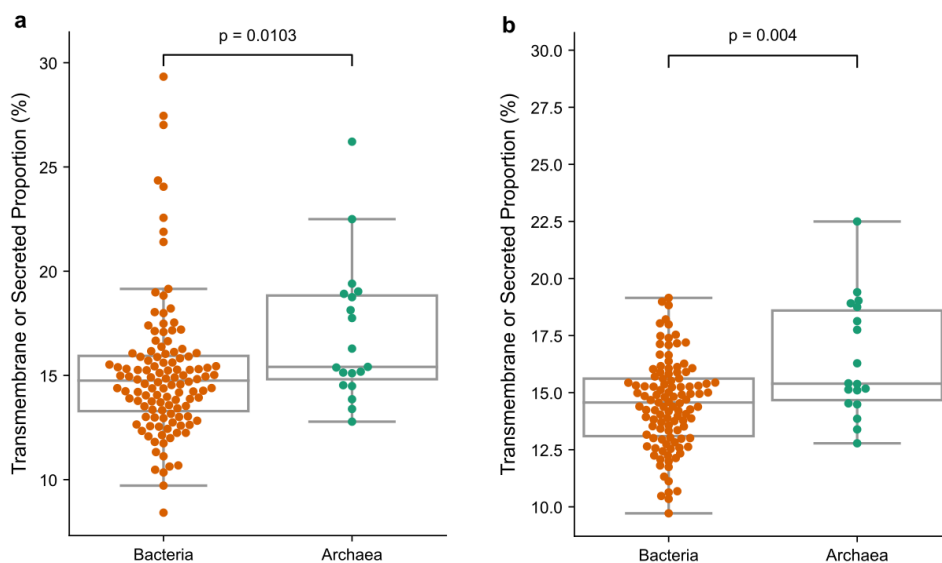 a
p = 0.0103
Transmembrane or Secreted Proportion (%)
30
25
20
15
10
Bacteria
Archaea
b
p = 0.004
Transmembrane or Secreted Proportion (%)
30.0
27.5
25.0
22.5
20.0
17.5
15.0
12.5
10.0
Bacteria
Archaea